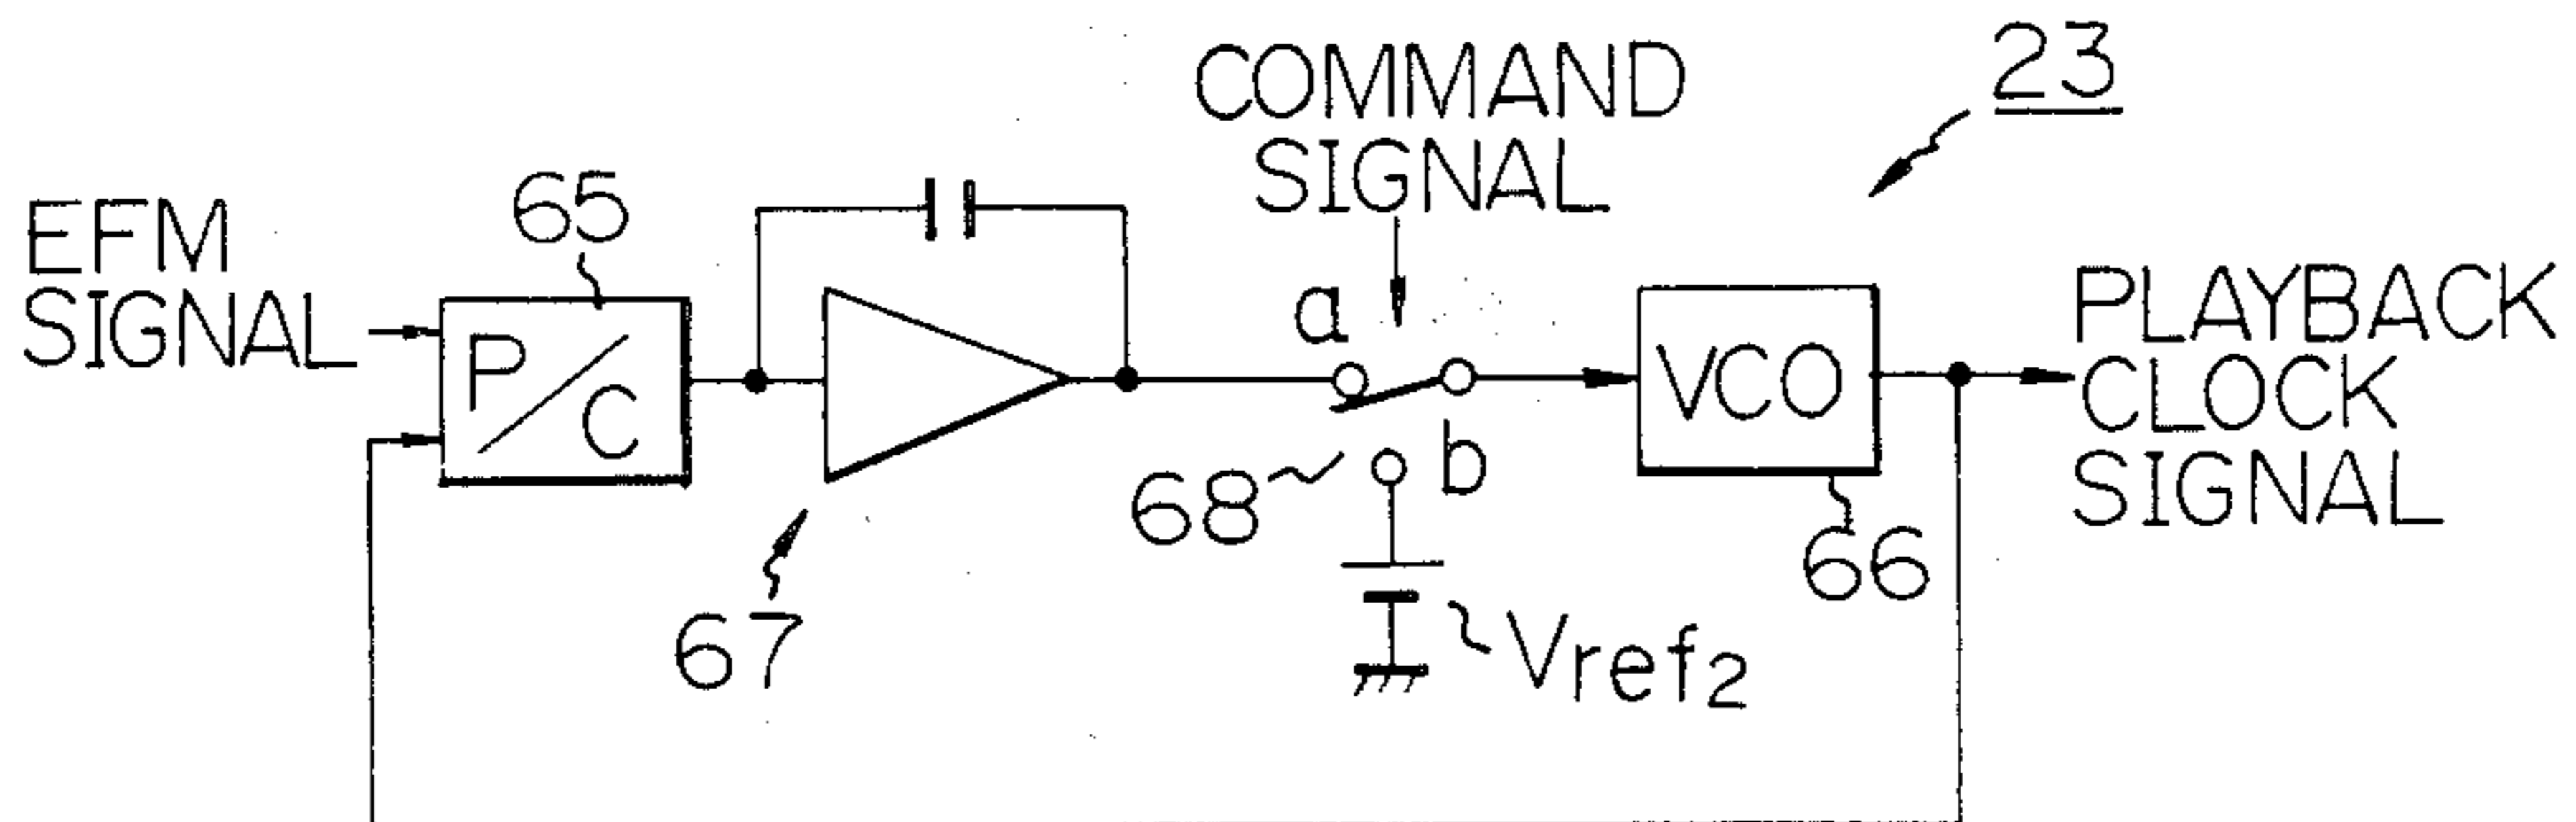 23
COMMAND
SIGNAL
EFM
SIGNAL
65
P/C
a
b
VCO
PLAYBACK
CLOCK
SIGNAL
67
68
66
Vref2